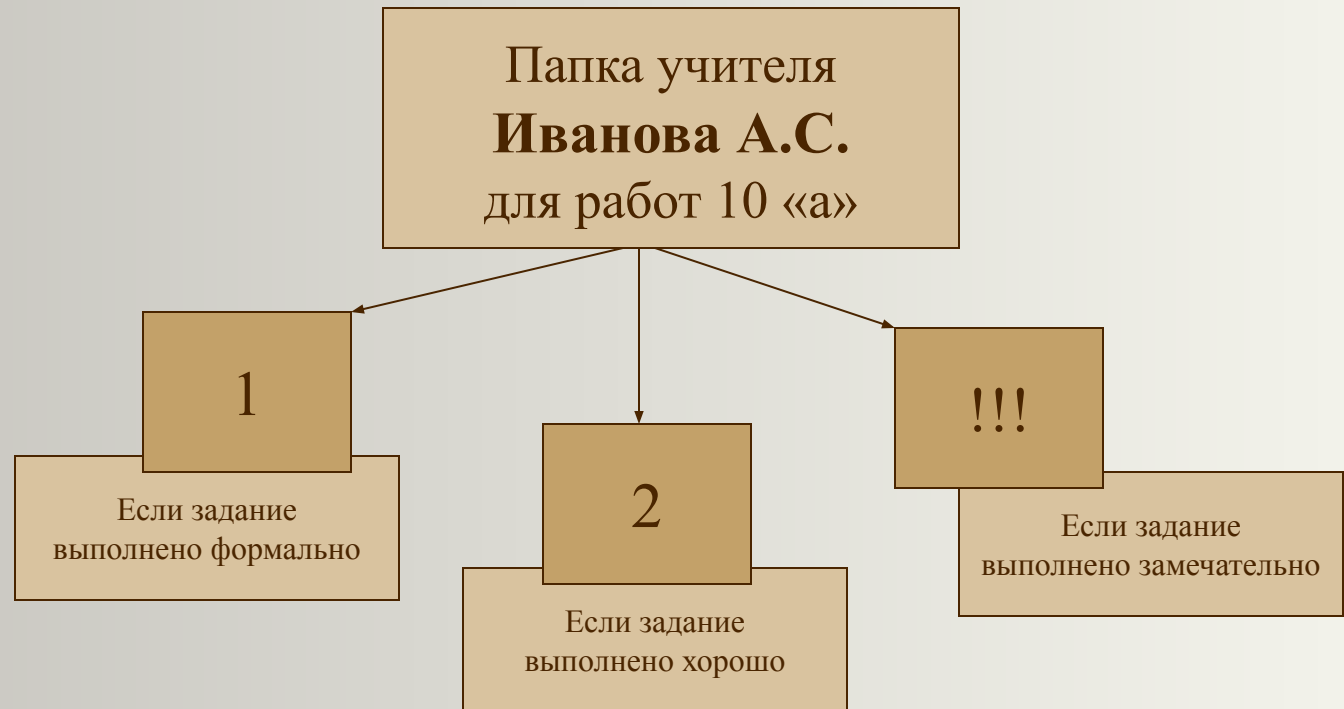 Папка учителя
Иванова А.С.
для работ 10 «а»
1
Если задание
выполнено формально
2
Если задание
выполнено хорошо
!!!
Если задание
выполнено замечательно